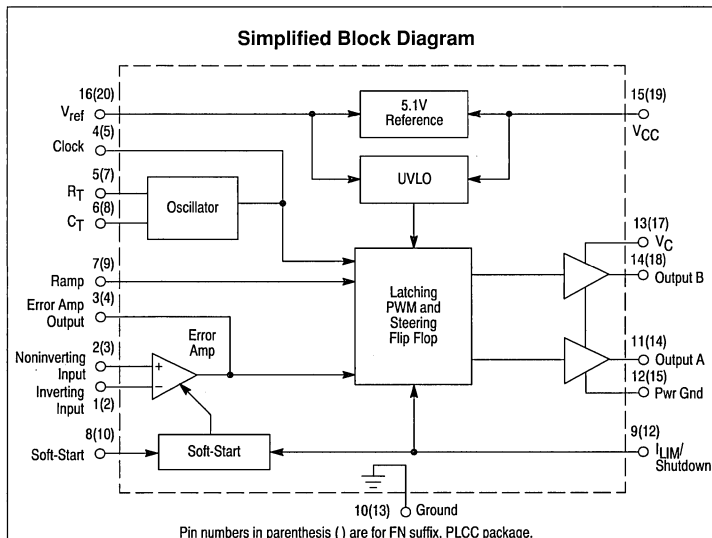 Simplified Block Diagram
16(20)
Vref
4(5)
Clock
5(7)
RT
6(8)
CT
Oscillator
5.1V
Reference
UVLO
15(19)
VCC
7(9)
Ramp
3(4)
Error Amp
Output
2(3)
Noninverting
Input
Inverting
Input
1(2)
+
−
Error
Amp
Latching
PWM and
Steering
Flip Flop
13(17)
VC
14(18)
Output B
11(14)
Output A
12(15)
Pwr Gnd
8(10)
Soft-Start
Soft-Start
9(12)
ILIM/
Shutdown
10(13)
Ground
Pin numbers in parenthesis ( ) are for FN suffix, PLCC package.